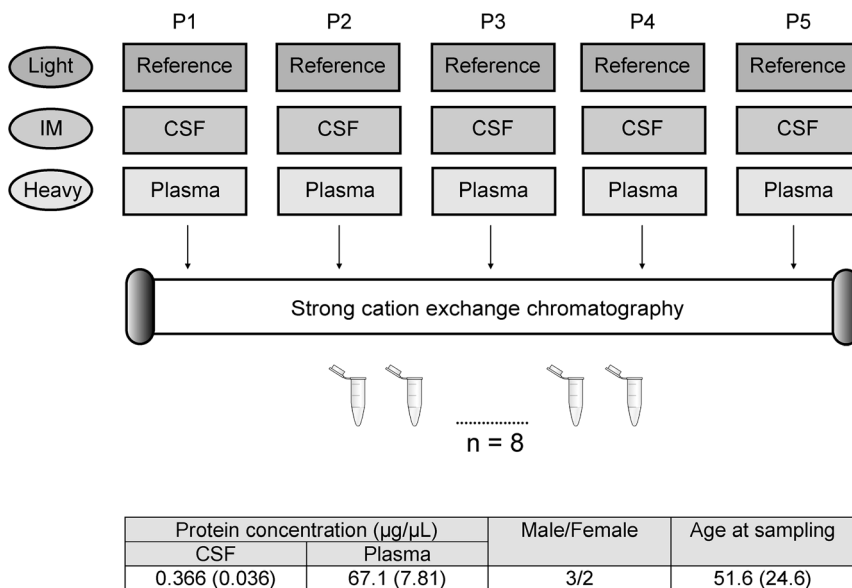 P1 P2 P3 P4 P5
Light Reference Reference Reference Reference Reference
IM CSF CSF CSF CSF CSF
Heavy Plasma Plasma Plasma Plasma Plasma
Strong cation exchange chromatography
n = 8
Protein concentration (µg/µL) Male/Female Age at sampling
CSF Plasma
0.366 (0.036) 67.1 (7.81) 3/2 51.6 (24.6)